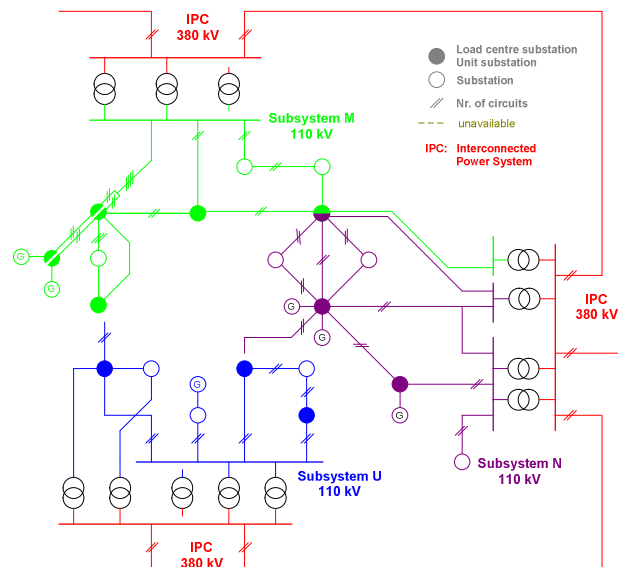 IPC
380 kV
Load centre substation
Unit substation
Substation
Nr. of circuits
unavailable
IPC: Interconnected
Power System
Subsystem M
110 kV
G
G
G
G
IPC
380 kV
G
G
Subsystem N
110 kV
Subsystem U
110 kV
IPC
380 kV